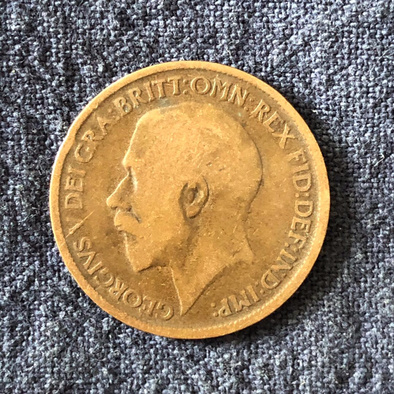 GEORGIVS V DEI GRA: BRITT: OMN: REX FID: DEF: IND: IMP: